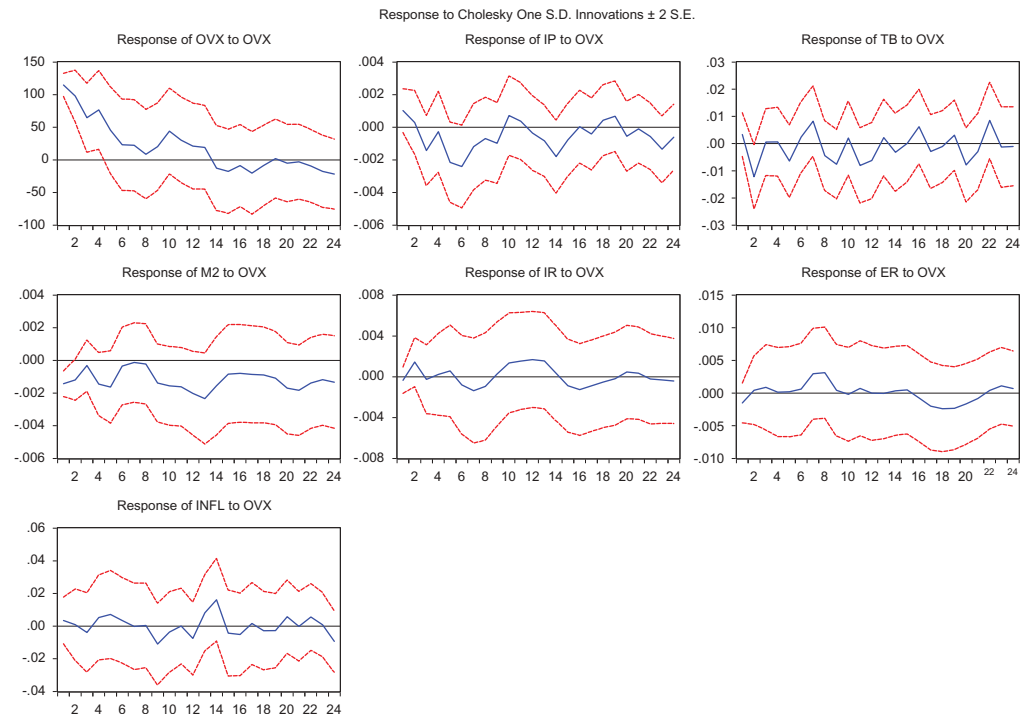 Response to Cholesky One S.D. Innovations ± 2 S.E.
Response of OVX to OVX
150
100
50
0
-50
-100
2 4 6 8 10 12 14 16 18 20 22 24
Response of IP to OVX
.004
.002
.000
-.002
-.004
-.006
2 4 6 8 10 12 14 16 18 20 22 24
Response of TB to OVX
.03
.02
.01
.00
-.01
-.02
-.03
2 4 6 8 10 12 14 16 18 20 22 24
Response of M2 to OVX
.004
.002
.000
-.002
-.004
-.006
2 4 6 8 10 12 14 16 18 20 22 24
Response of IR to OVX
.008
.004
.000
-.004
-.008
2 4 6 8 10 12 14 16 18 20 22 24
Response of ER to OVX
.015
.010
.005
.000
-.005
-.010
2 4 6 8 10 12 14 16 18 20 22 24
Response of INFL to OVX
.06
.04
.02
.00
-.02
-.04
2 4 6 8 10 12 14 16 18 20 22 24